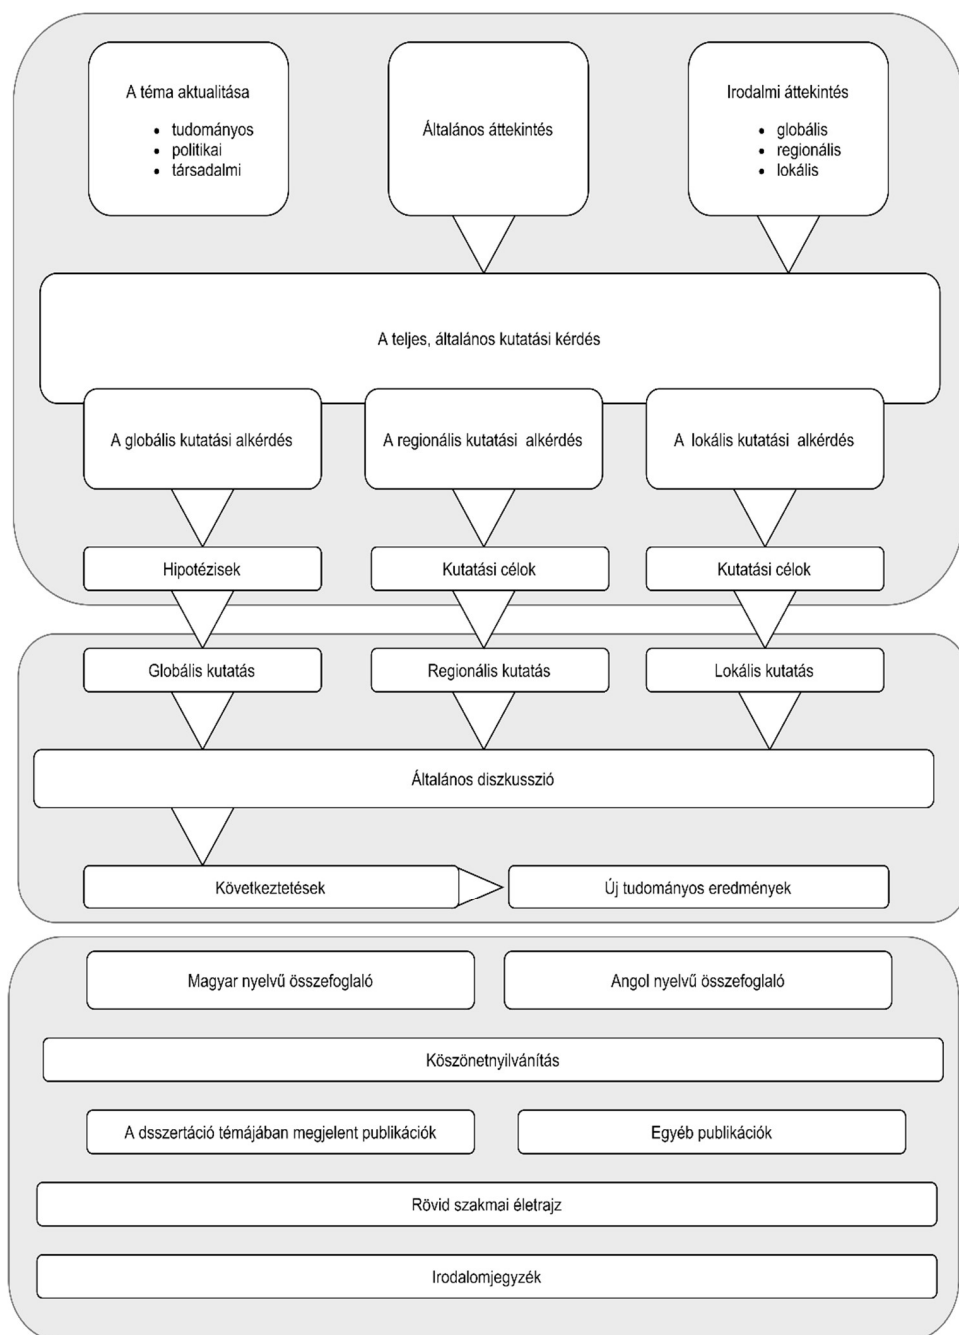 A téma aktualitása
• tudományos
• politikai
• társadalmi
Általános áttekintés
Irodalmi áttekintés
• globális
• regionális
• lokális
A teljes, általános kutatási kérdés
A globális kutatási alkérdés
A regionális kutatási alkérdés
A lokális kutatási alkérdés
Hipotézisek
Kutatási célok
Kutatási célok
Globális kutatás
Regionális kutatás
Lokális kutatás
Általános diszkusszió
Következtetések
Új tudományos eredmények
Magyar nyelvű összefoglaló
Angol nyelvű összefoglaló
Köszönetnyilvánítás
A dsszertáció témájában megjelent publikációk
Egyéb publikációk
Rövid szakmai életrajz
Irodalomjegyzék